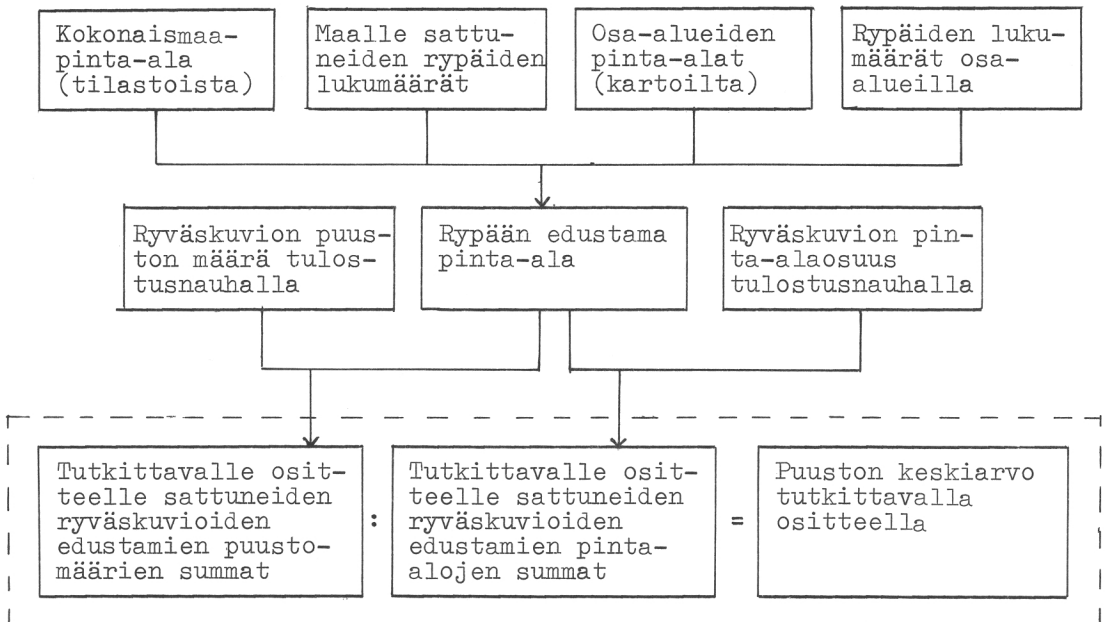 Kokonaismaa-
pinta-ala
(tilastoista)
Maalle sattu-
neiden rypäiden
lukumäärät
Osa-alueiden
pinta-alat
(kartoilta)
Rypäiden luku-
määrät osa-
alueilla
Ryväskuvion puus-
ton määrä tulos-
tusnauhalla
Rypään edustama
pinta-ala
Ryväskuvion pin-
ta-alaosuus
tulostusnauhalla
Tutkittavalle osit-
teelle sattuneiden
ryväskuvioiden
edustamien puusto-
määrien summat
:
Tutkittavalle osit-
teelle sattuneiden
ryväskuvioiden
edustamien pinta-
alojen summat
=
Puuston keskiarvo
tutkittavalla
ositteella